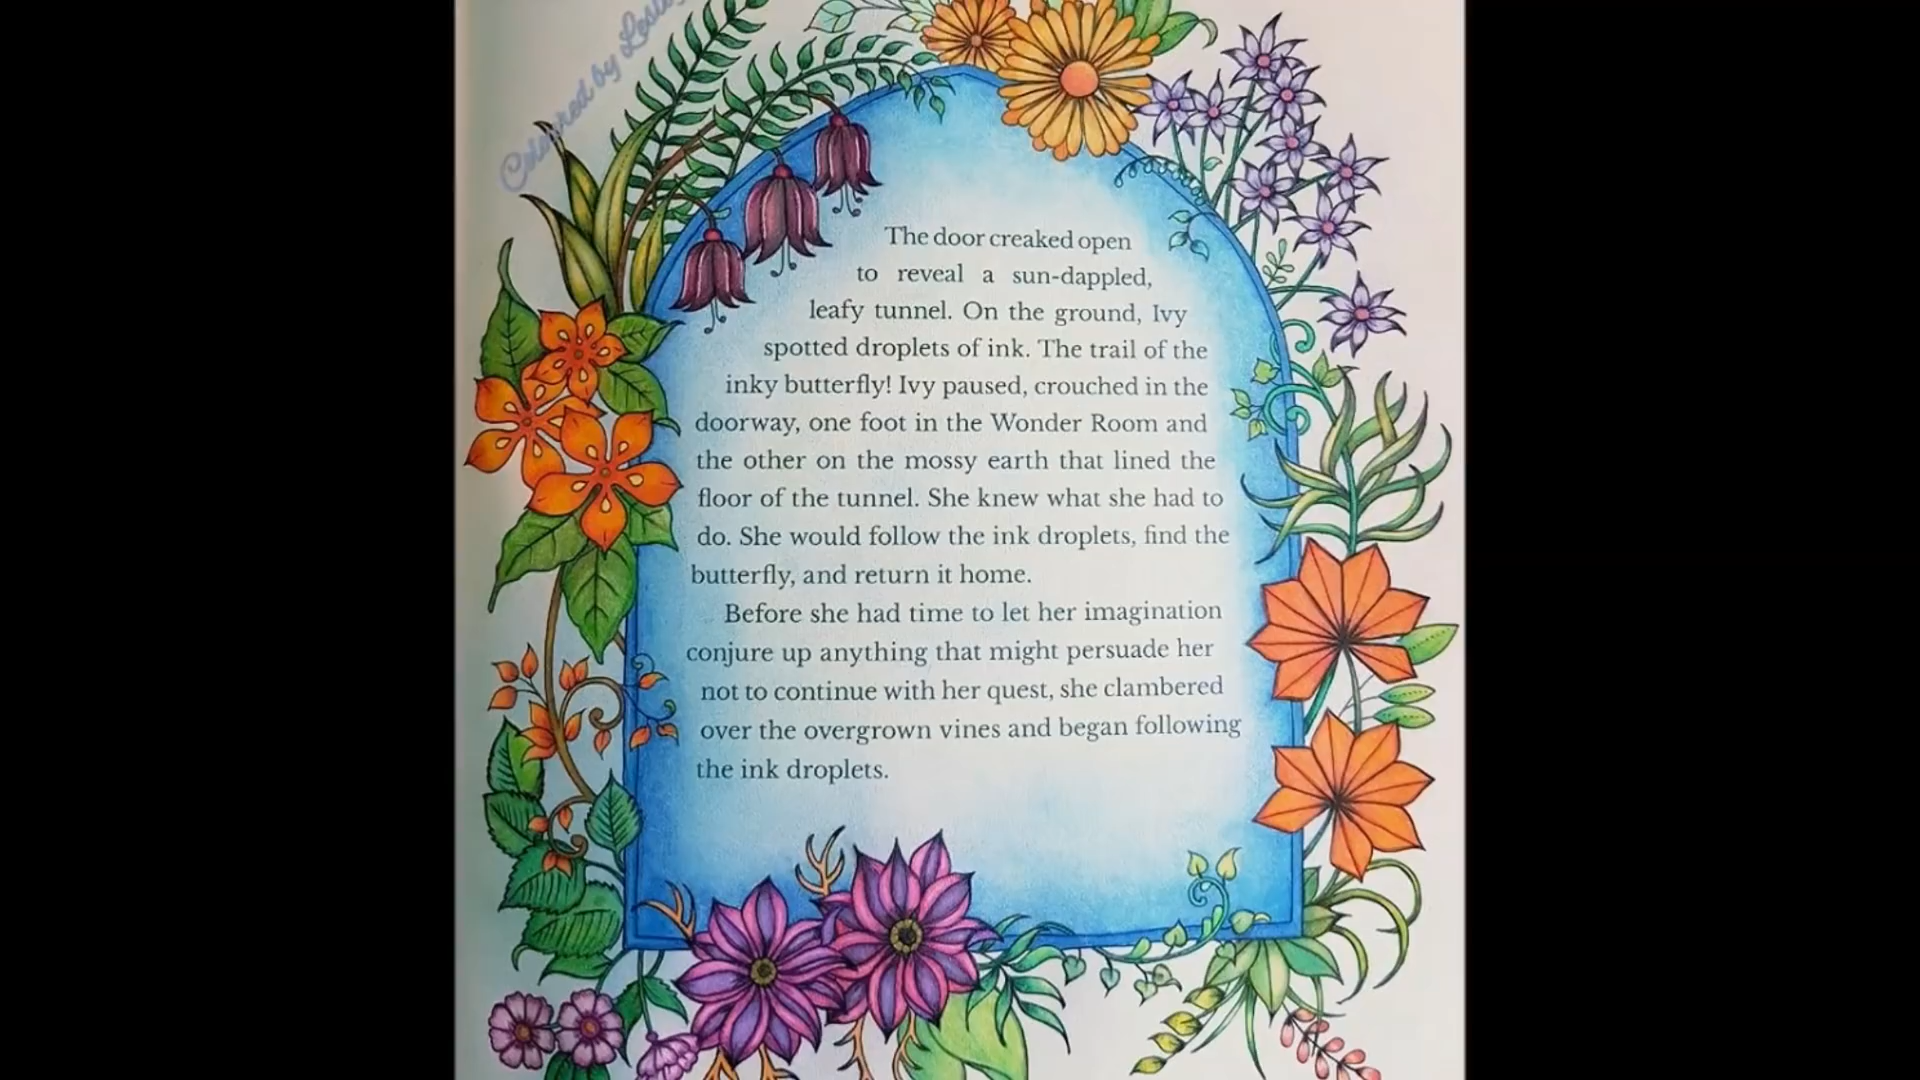 Colored by
The door creaked open
to reveal a sun-dappled,
leafy tunnel. On the ground, Ivy
spotted droplets of ink. The trail of the
inky butterfly! Ivy paused, crouched in the
doorway, one foot in the Wonder Room and
the other on the mossy earth that lined the
floor of the tunnel. She knew what she had to
do. She would follow the ink droplets, find the
butterfly, and return it home.
Before she had time to let her imagination
conjure up anything that might persuade her
not to continue with her quest, she clambered
over the overgrown vines and began following
the ink droplets.